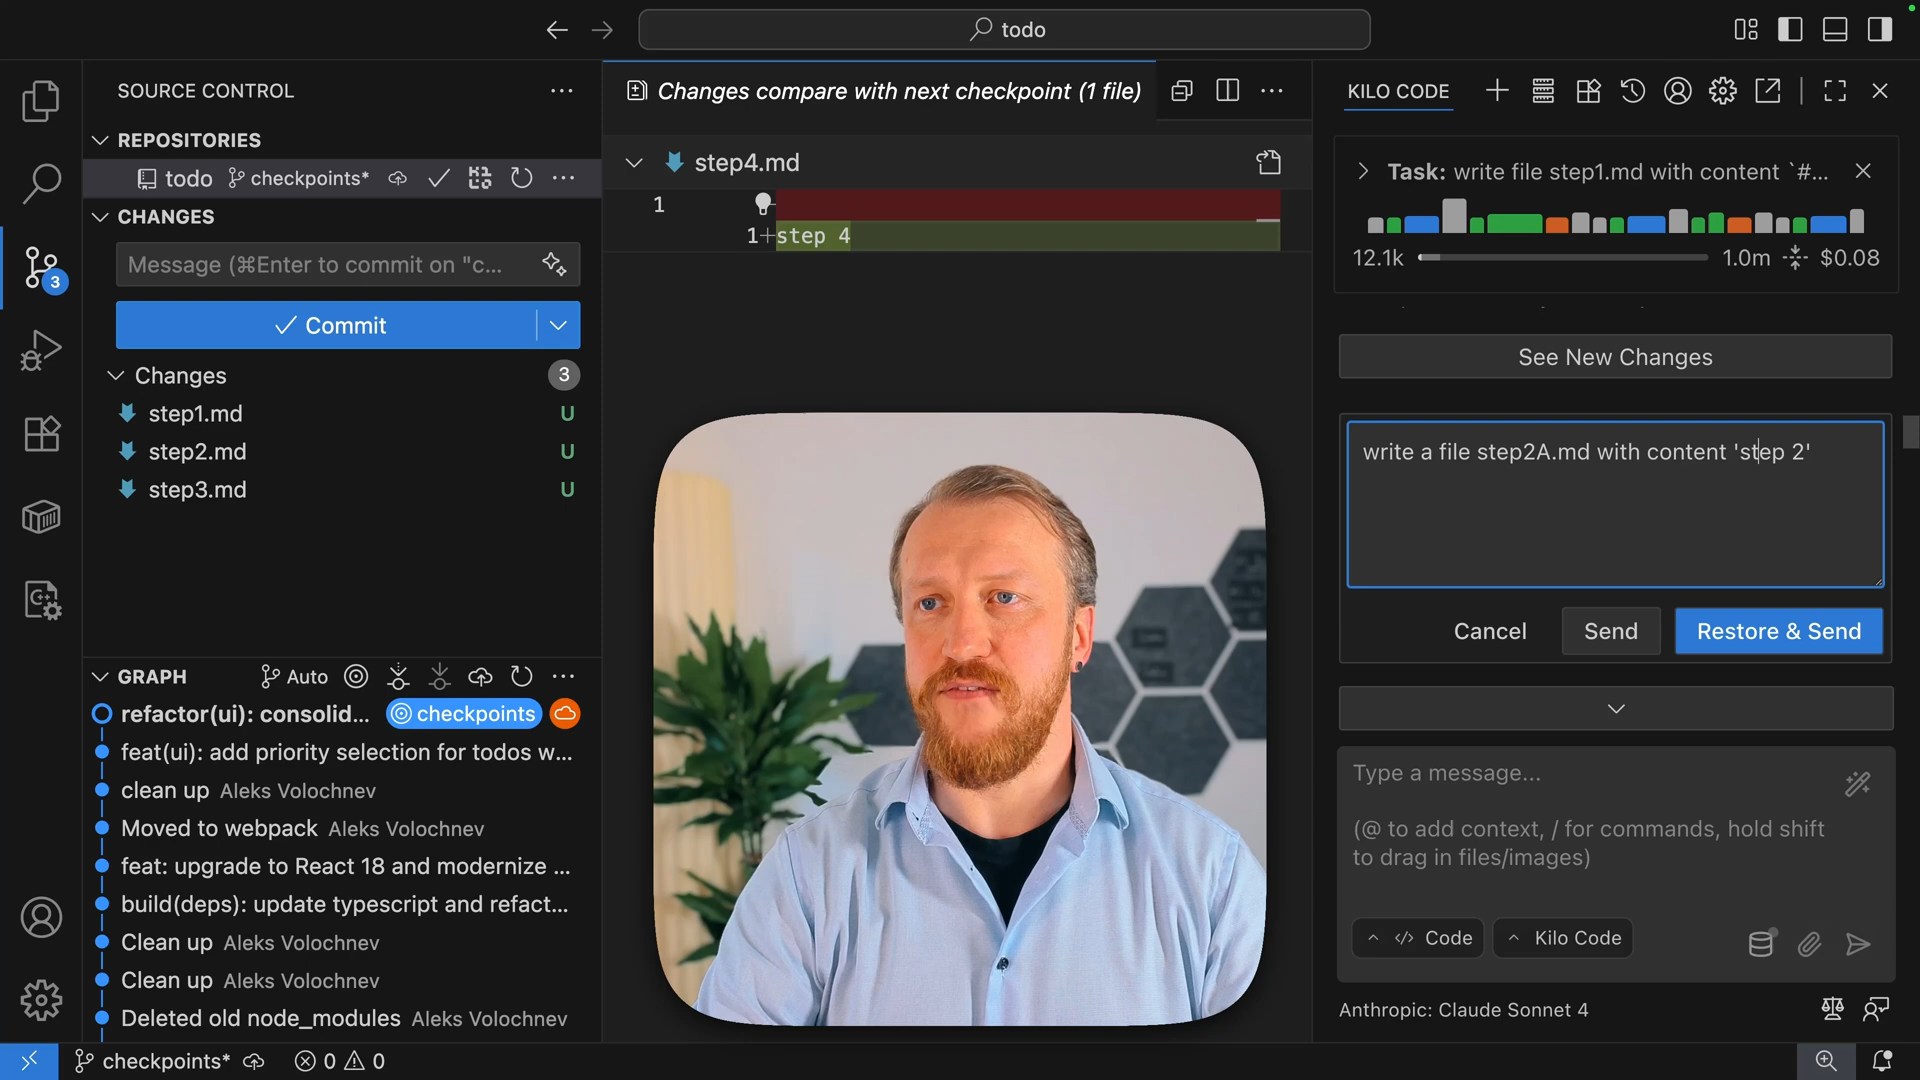 todo
SOURCE CONTROL
REPOSITORIES
todo checkpoints*
CHANGES
Message (⌘Enter to commit on "c...
Commit
Changes 3
step1.md U
step2.md U
step3.md U
3
GRAPH Auto
refactor(ui): consolid... checkpoints
feat(ui): add priority selection for todos w...
clean up Aleks Volochnev
Moved to webpack Aleks Volochnev
feat: upgrade to React 18 and modernize ...
build(deps): update typescript and refact...
Clean up Aleks Volochnev
Clean up Aleks Volochnev
Deleted old node_modules Aleks Volochnev
checkpoints* 0 0
Changes compare with next checkpoint (1 file)
step4.md
1
1+step 4
KILO CODE
Task: write file step1.md with content `#...
12.1k 1.0m $0.08
See New Changes
write a file step2A.md with content 'step 2'
Cancel Send Restore & Send
Type a message...
(@ to add context, / for commands, hold shift
to drag in files/images)
</> Code Kilo Code
Anthropic: Claude Sonnet 4